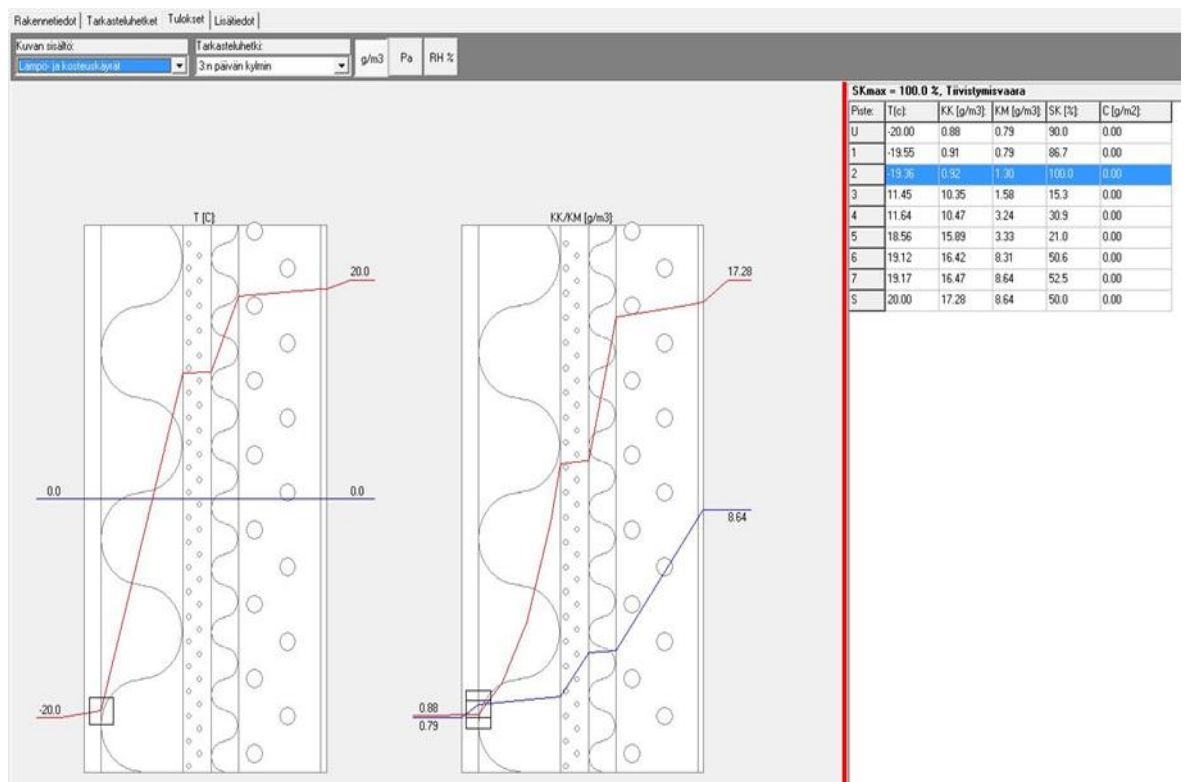 Rakennetiedot Tarkasteluhetket Tulokset Lisätiedot
Kuvan sisältö: Tarkasteluhetki:
Lämpö- ja kosteuskäyrät 3:n päivän kylmin g/m3 Pa RH %
SKmax = 100.0 %, Tiivistymisvaara
Piste: T(c): KK [g/m3]: KM [g/m3]: SK [%]: C [g/m2]:
U -20.00 0.88 0.79 90.0 0.00
1 -19.55 0.91 0.79 86.7 0.00
2 -19.36 0.92 1.30 100.0 0.00
3 11.45 10.35 1.58 15.3 0.00
4 11.64 10.47 3.24 30.9 0.00
5 18.56 15.89 3.33 21.0 0.00
6 19.12 16.42 8.31 50.6 0.00
7 19.17 16.47 8.64 52.5 0.00
S 20.00 17.28 8.64 50.0 0.00
T [C]:
20.0
0.0 0.0
-20.0
KK/KM [g/m3]:
17.28
8.64
0.88
0.79